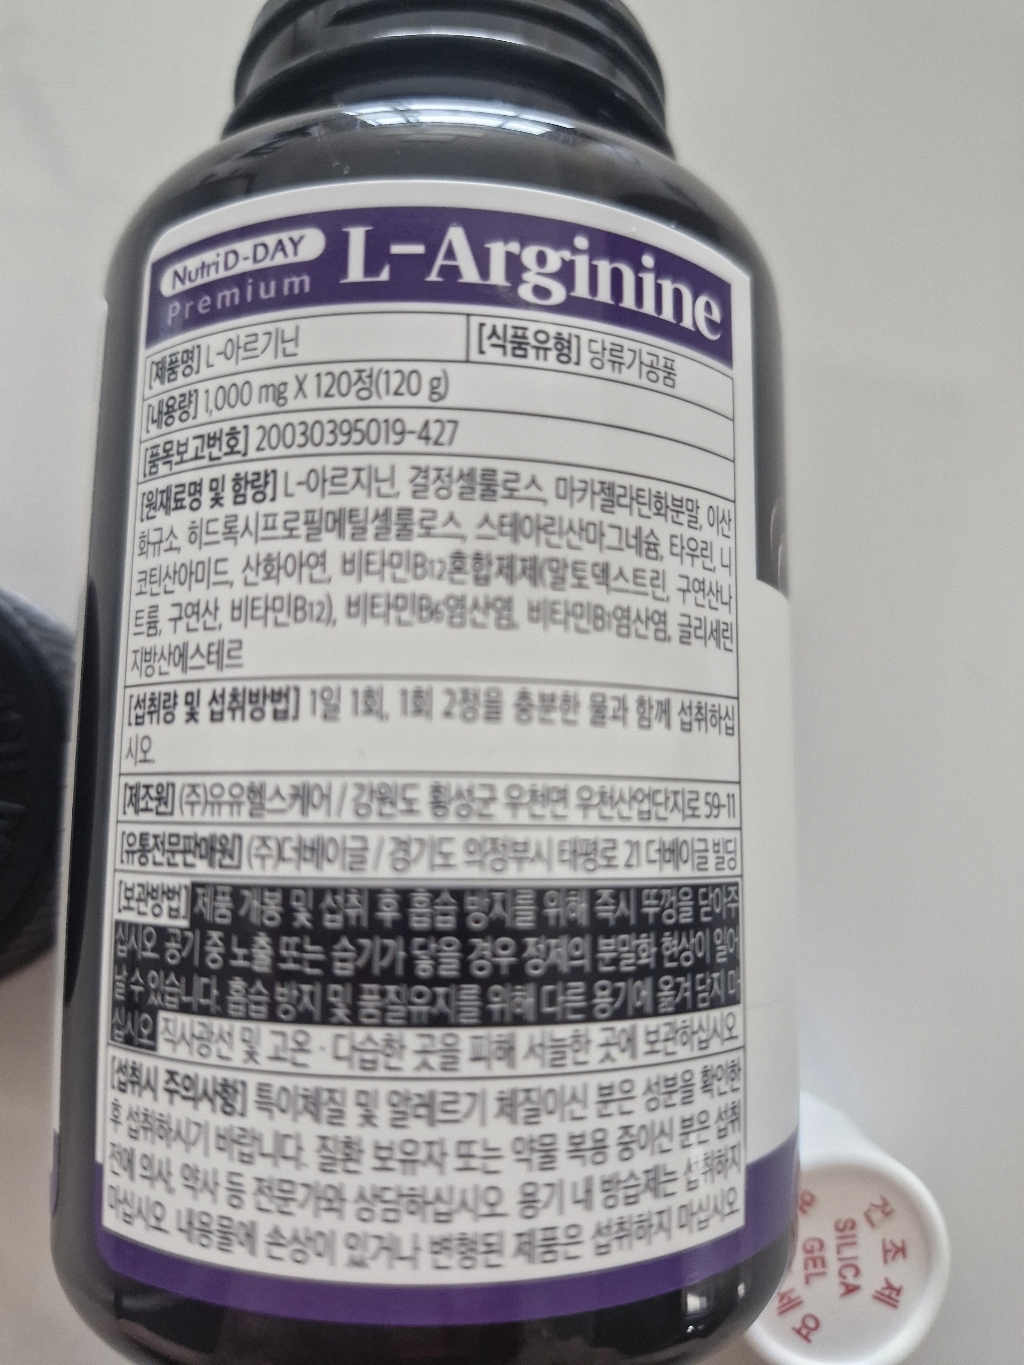 Nutri D-DAY
Premium
L-Arginine
[제품명] L-아르기닌
[식품유형] 당류가공품
[내용량] 1,000 mg X 120정(120 g)
[품목보고번호] 20030395019-427
[원재료명 및 함량] L-아르지닌, 결정셀룰로스, 마카젤라틴화분말, 이산
화규소, 히드록시프로필메틸셀룰로스, 스테아린산마그네슘, 타우린, 니
코틴산아미드, 산화아연, 비타민B12혼합제제(말토덱스트린, 구연산나
트륨, 구연산, 비타민B12), 비타민B6염산염, 비타민B1염산염, 글리세린
지방산에스테르
[섭취량 및 섭취방법] 1일 1회, 1회 2정을 충분한 물과 함께 섭취하십
시오.
[제조원] (주)유유헬스케어 / 강원도 횡성군 우천면 우천산업단지로 59-11
[유통전문판매원] (주)더베이글 / 경기도 의정부시 태평로 21 더베이글 빌딩
[보관방법] 제품 개봉 및 섭취 후 흡습 방지를 위해 즉시 뚜껑을 닫아주
십시오. 공기 중 노출 또는 습기가 닿을 경우 정제의 분말화 현상이 일어
날 수 있습니다. 흡습 방지 및 품질유지를 위해 다른 용기에 옮겨 담지 마
십시오. 직사광선 및 고온·다습한 곳을 피해 서늘한 곳에 보관하십시오.
[섭취시 주의사항] 특이체질 및 알레르기 체질이신 분은 성분을 확인한
후 섭취하시기 바랍니다. 질환 보유자 또는 약물 복용 중이신 분은 섭취
전에 의사, 약사 등 전문가와 상담하십시오. 용기 내 방습제는 섭취하지
마십시오. 내용물에 손상이 있거나 변형된 제품은 섭취하지 마십시오.
건조제
SILICA
GEL